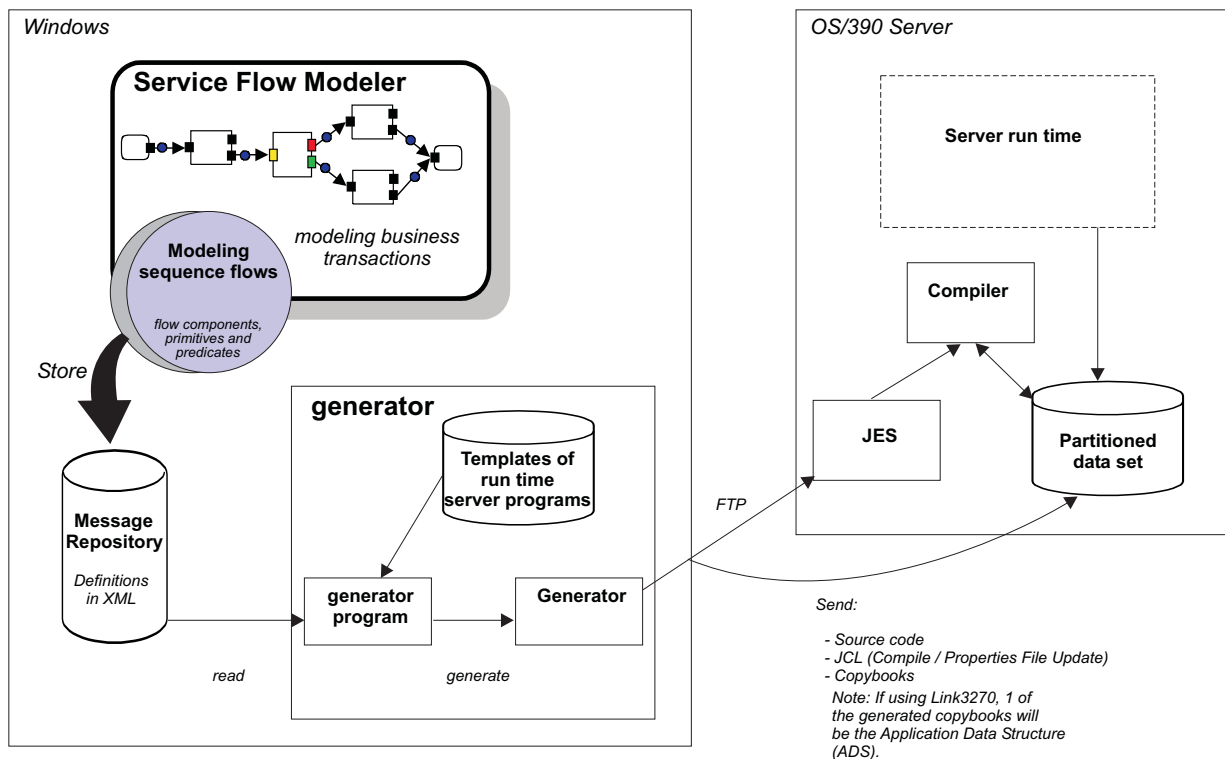 Windows
Service Flow Modeler
modeling business
transactions
Modeling
sequence flows
flow components,
primitives and
predicates
Store
Message
Repository
Definitions
in XML
read
generator
Templates of
run time
server programs
generator
program
Generator
generate
FTP
OS/390 Server
Server run time
Compiler
JES
Partitioned
data set
Send:
- Source code
- JCL (Compile / Properties File Update)
- Copybooks
Note: If using Link3270, 1 of
the generated copybooks will
be the Application Data Structure
(ADS).